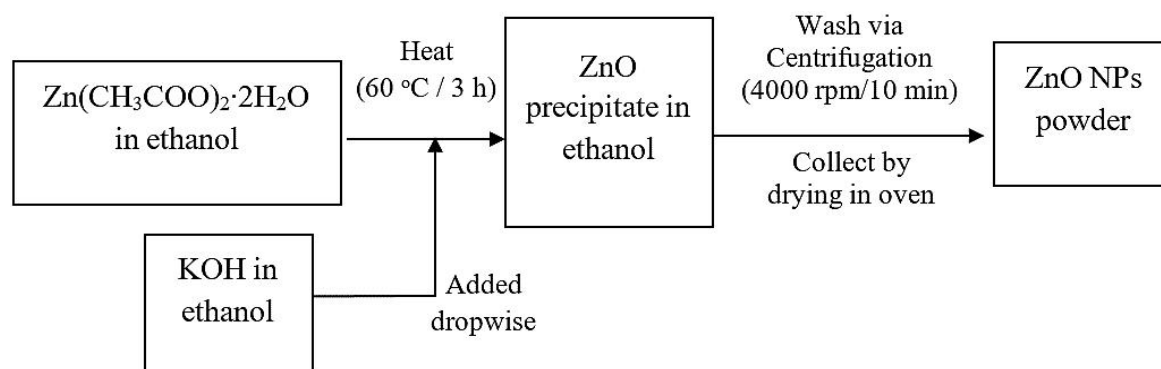 Zn(CH₃COO)₂·2H₂O
in ethanol
Heat
(60 °C / 3 h)
KOH in
ethanol
Added
dropwise
ZnO
precipitate in
ethanol
Wash via
Centrifugation
(4000 rpm/10 min)
Collect by
drying in oven
ZnO NPs
powder